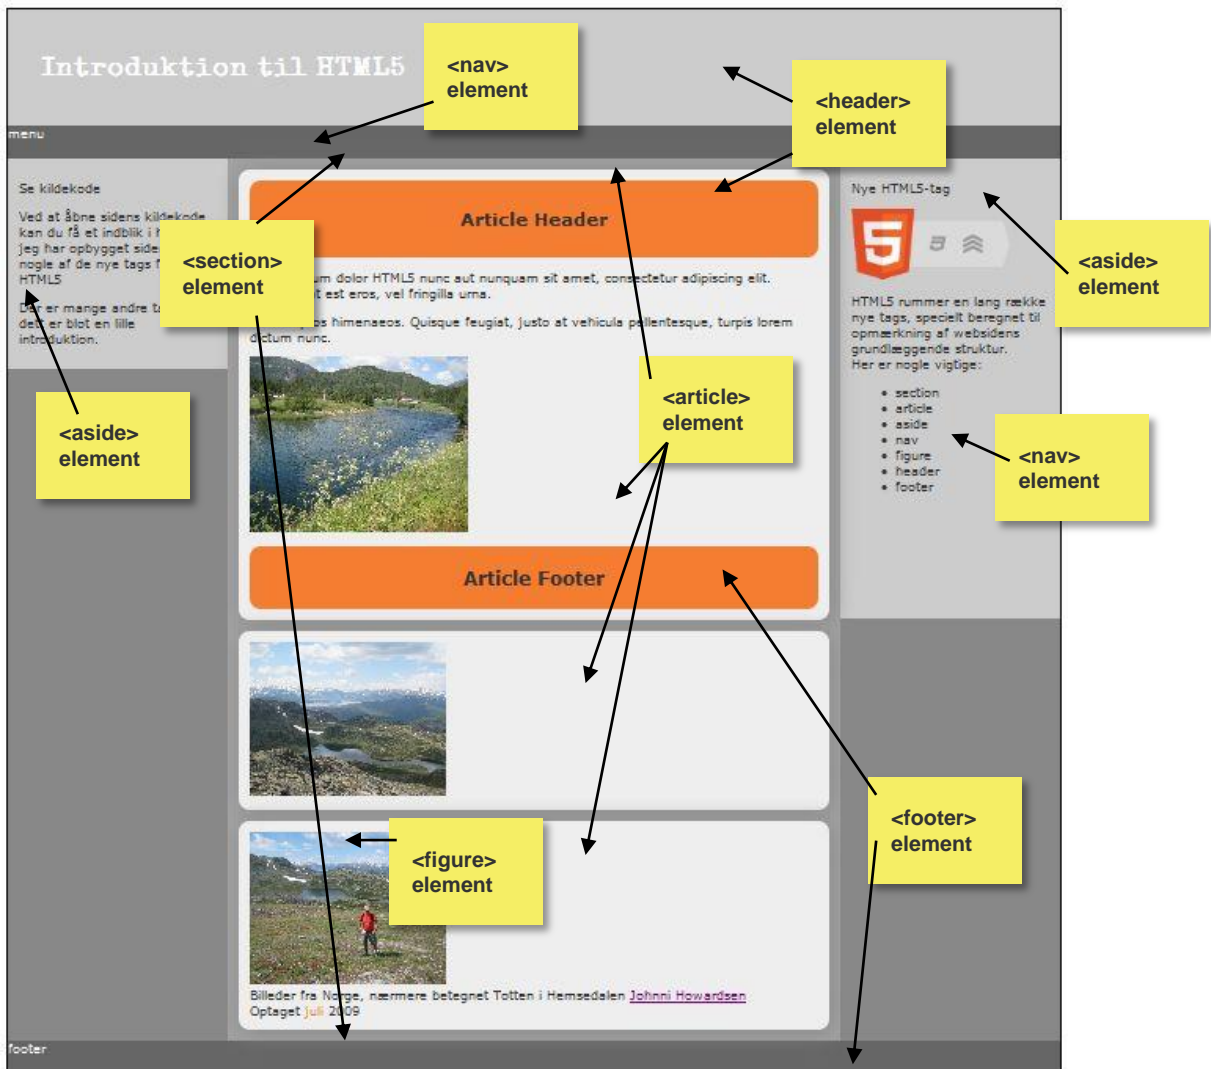 Introduktion til HTML5
<nav>
element
<header>
element
menu
Se kildekode
Ved at åbne sidens kildekode
kan du få et indblik i
jeg har opbygget
nogle af de nye tags
HTML5
Der er mange andre
det er blot en lille
introduktion.
<section>
element
<aside>
element
Article Header
dolor HTML5 nunc aut nunquam sit amet, consectetur adipiscing elit.
est eros, vel fringilla urna.
himenaeos. Quisque feugiat, justo at vehicula pellentesque, turpis lorem
dictum nunc.
<article>
element
Article Footer
<figure>
element
Billeder fra Norge, nærmere betegnet Totten i Hemsedalen Johnni Howardsen
Optaget juli 2009
Nye HTML5-tag
5
<aside>
element
HTML5 rummer en lang række
nye tags, specielt beregnet til
opmærkning af websidens
grundlæggende struktur.
Her er nogle vigtige:
• section
• article
• aside
• nav
• figure
• header
• footer
<nav>
element
<footer>
element
footer